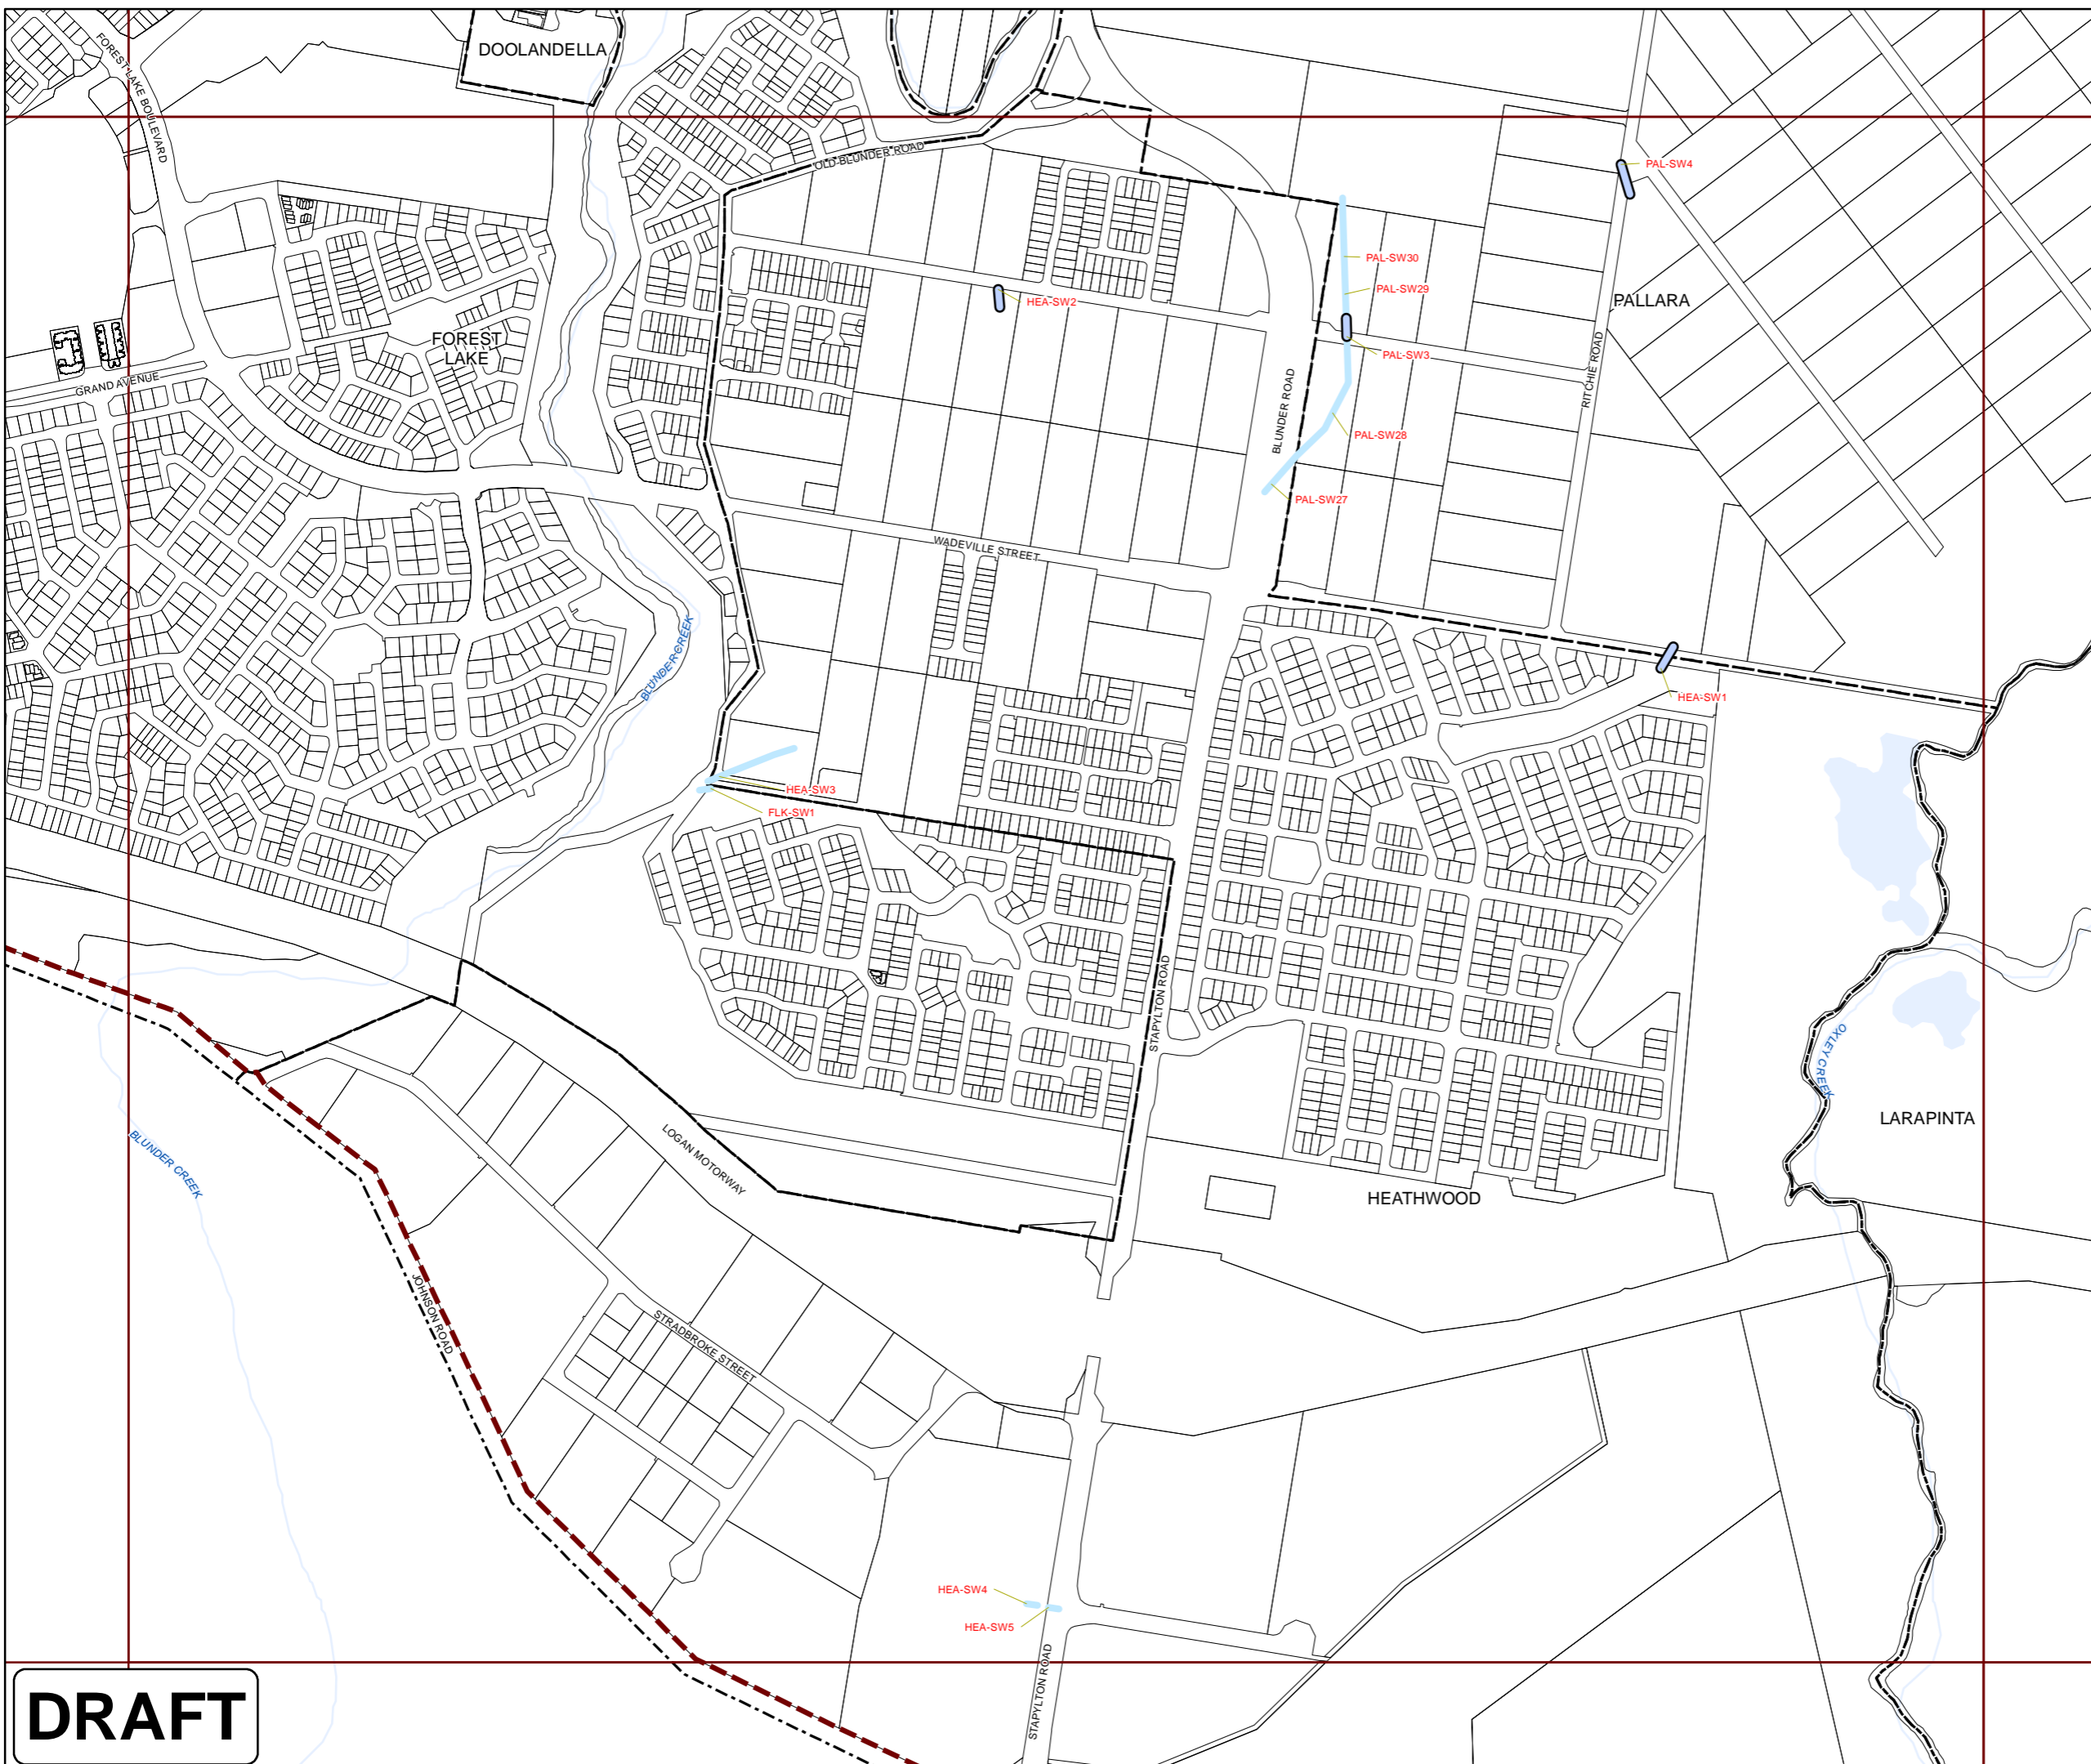 DOOLANDELLA
FOREST LAKE BOULEVARD
OLD BLUNDER ROAD
PAL-SW4
PAL-SW30
PAL-SW29
HEA-SW2
PALLARA
FOREST
LAKE
PAL-SW3
GRAND AVENUE
RITCHIE ROAD
BLUNDER ROAD
PAL-SW28
PAL-SW27
WADEVILLE STREET
BLUNDER CREEK
HEA-SW1
HEA-SW3
FLK-SW1
STAPYLTON ROAD
OXLEY CREEK
LARAPINTA
BLUNDER CREEK
LOGAN MOTORWAY
HEATHWOOD
JOHNSON ROAD
STRADBROKE STREET
HEA-SW4
HEA-SW5
STAPYLTON ROAD
DRAFT